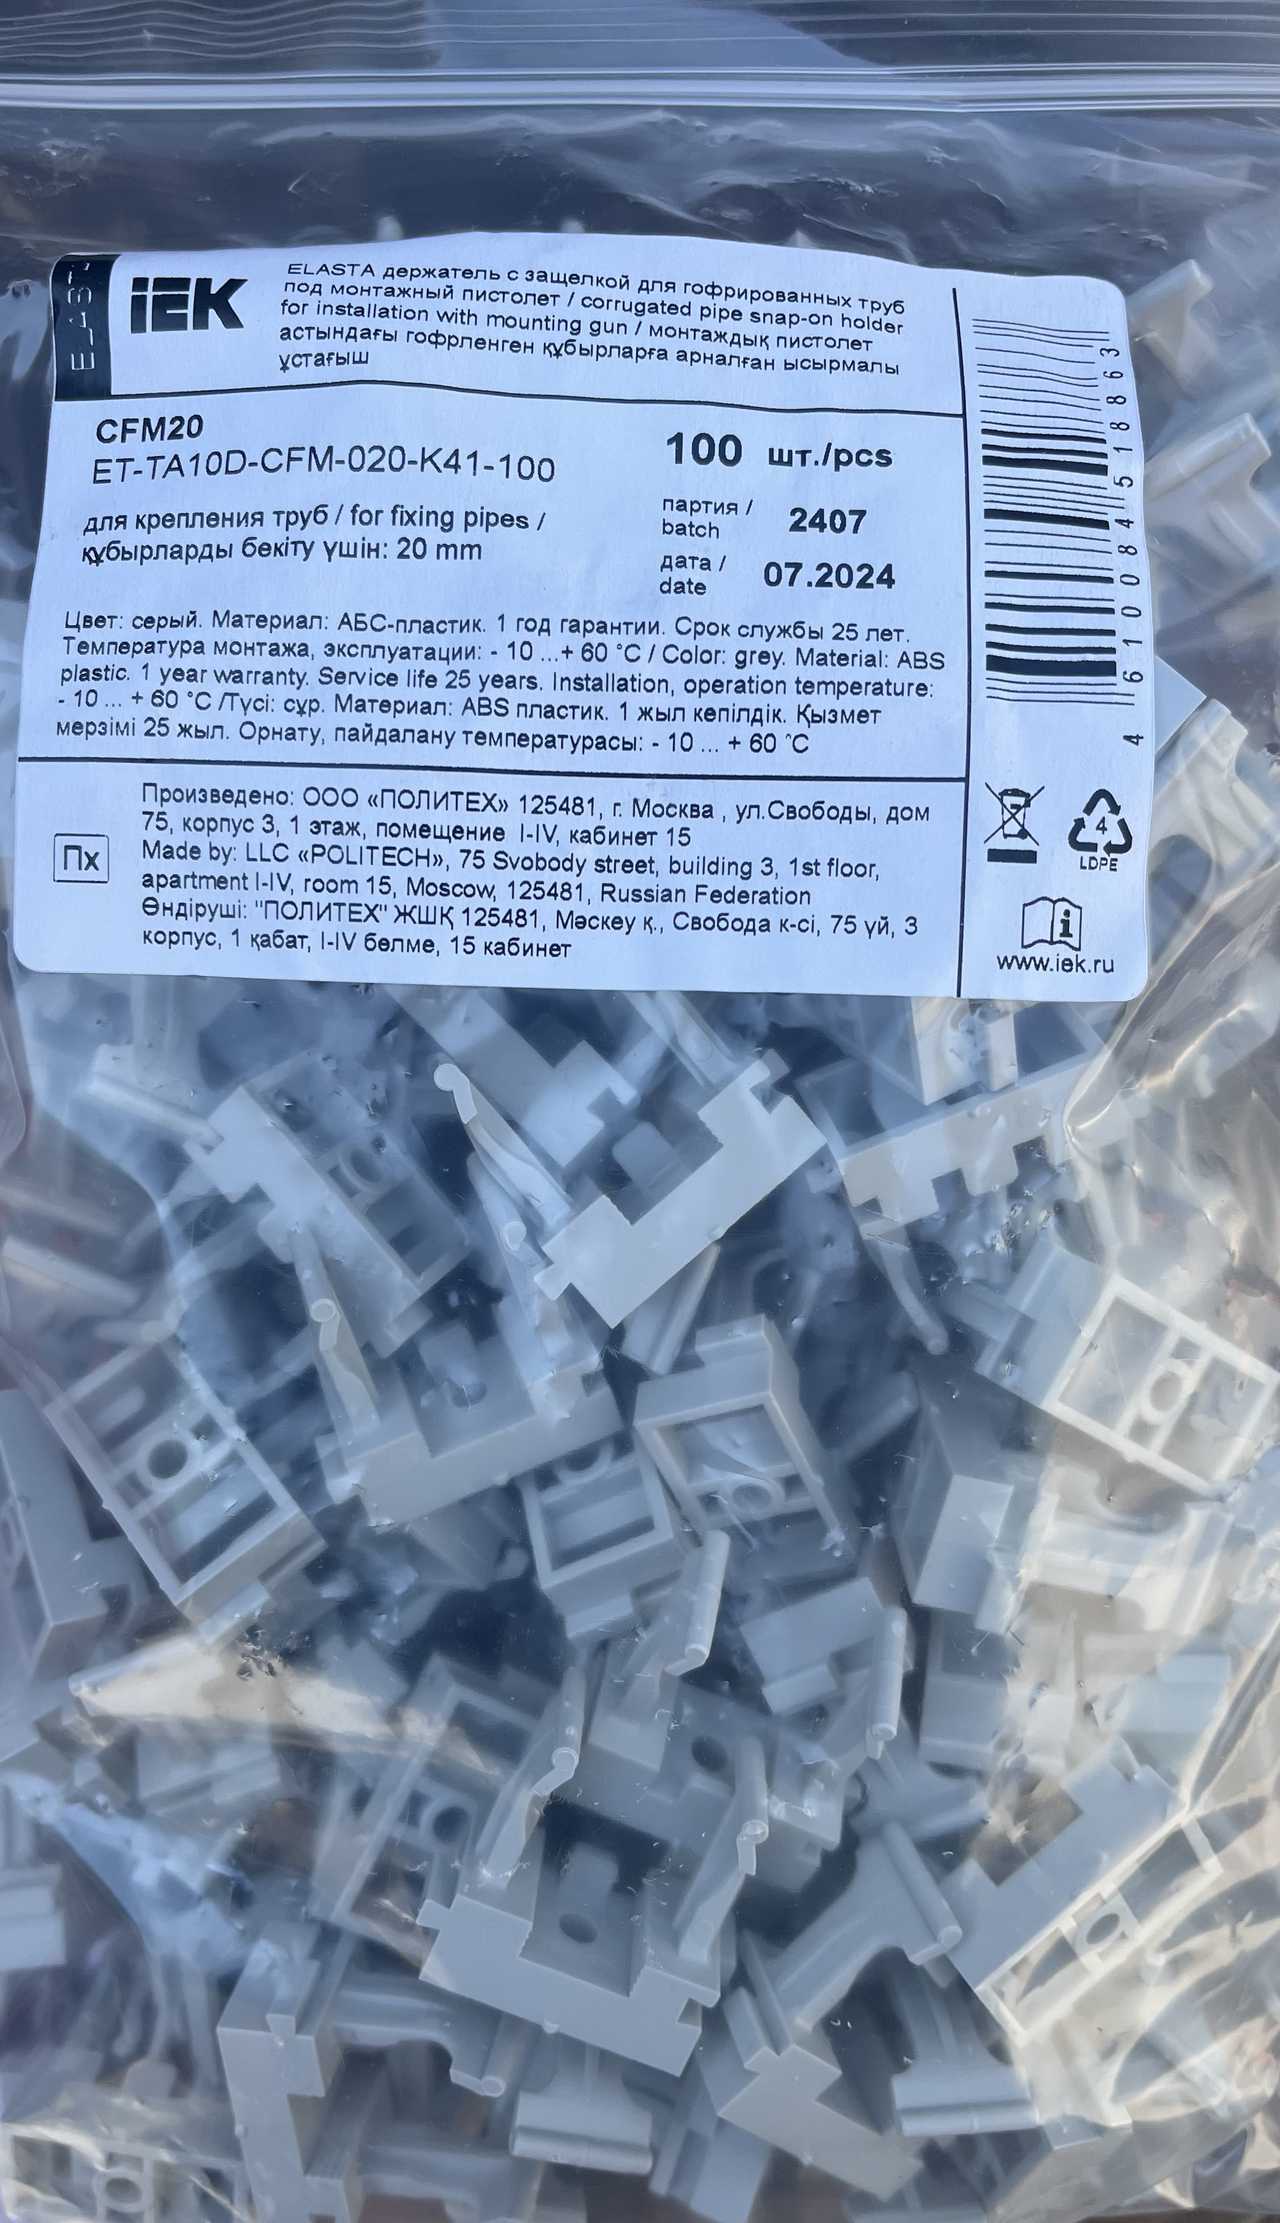 ELASTA
IEK
ELASTA держатель с защелкой для гофрированных труб
под монтажный пистолет / corrugated pipe snap-on holder
for installation with mounting gun / монтаждық пистолет
астындағы гофрленген құбырларға арналған ысырмалы
ұстағыш
CFM20
ET-TA10D-CFM-020-K41-100
100 шт./pcs
для крепления труб / for fixing pipes /
құбырларды бекіту үшін: 20 mm
партия /
batch
2407
дата /
date
07.2024
Цвет: серый. Материал: АБС-пластик. 1 год гарантии. Срок службы 25 лет.
Температура монтажа, эксплуатации: - 10 ...+ 60 °C / Color: grey. Material: ABS
plastic. 1 year warranty. Service life 25 years. Installation, operation temperature:
- 10 ... + 60 °C /Түсі: сұр. Материал: ABS пластик. 1 жыл кепілдік. Қызмет
мерзімі 25 жыл. Орнату, пайдалану температурасы: - 10 ... + 60 °C
Пх
Произведено: ООО «ПОЛИТЕХ» 125481, г. Москва , ул.Свободы, дом
75, корпус 3, 1 этаж, помещение I-IV, кабинет 15
Made by: LLC «POLITECH», 75 Svobody street, building 3, 1st floor,
apartment I-IV, room 15, Moscow, 125481, Russian Federation
Өндіруші: "ПОЛИТЕХ" ЖШҚ 125481, Мәскеу қ., Свобода к-сі, 75 үй, 3
корпус, 1 қабат, I-IV бөлме, 15 кабинет
4 610084 518863
4
LDPE
i
www.iek.ru